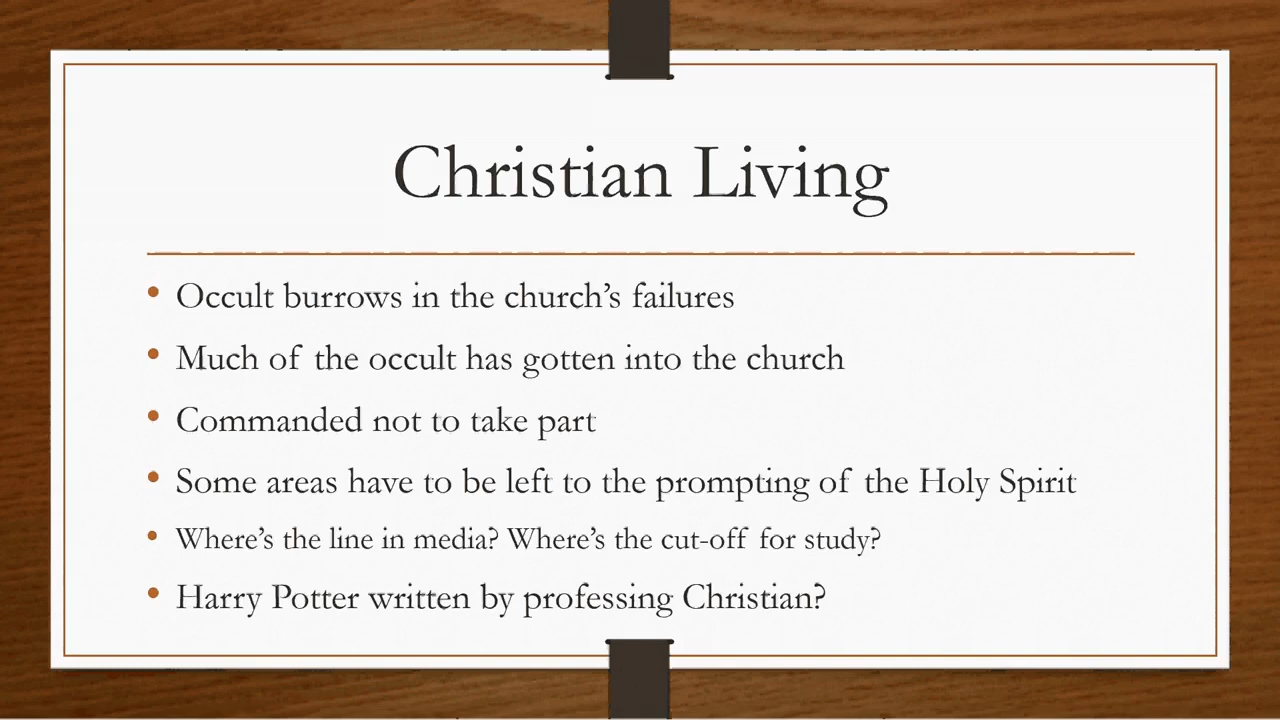 Christian Living
• Occult burrows in the church’s failures
• Much of the occult has gotten into the church
• Commanded not to take part
• Some areas have to be left to the prompting of the Holy Spirit
• Where’s the line in media? Where’s the cut-off for study?
• Harry Potter written by professing Christian?